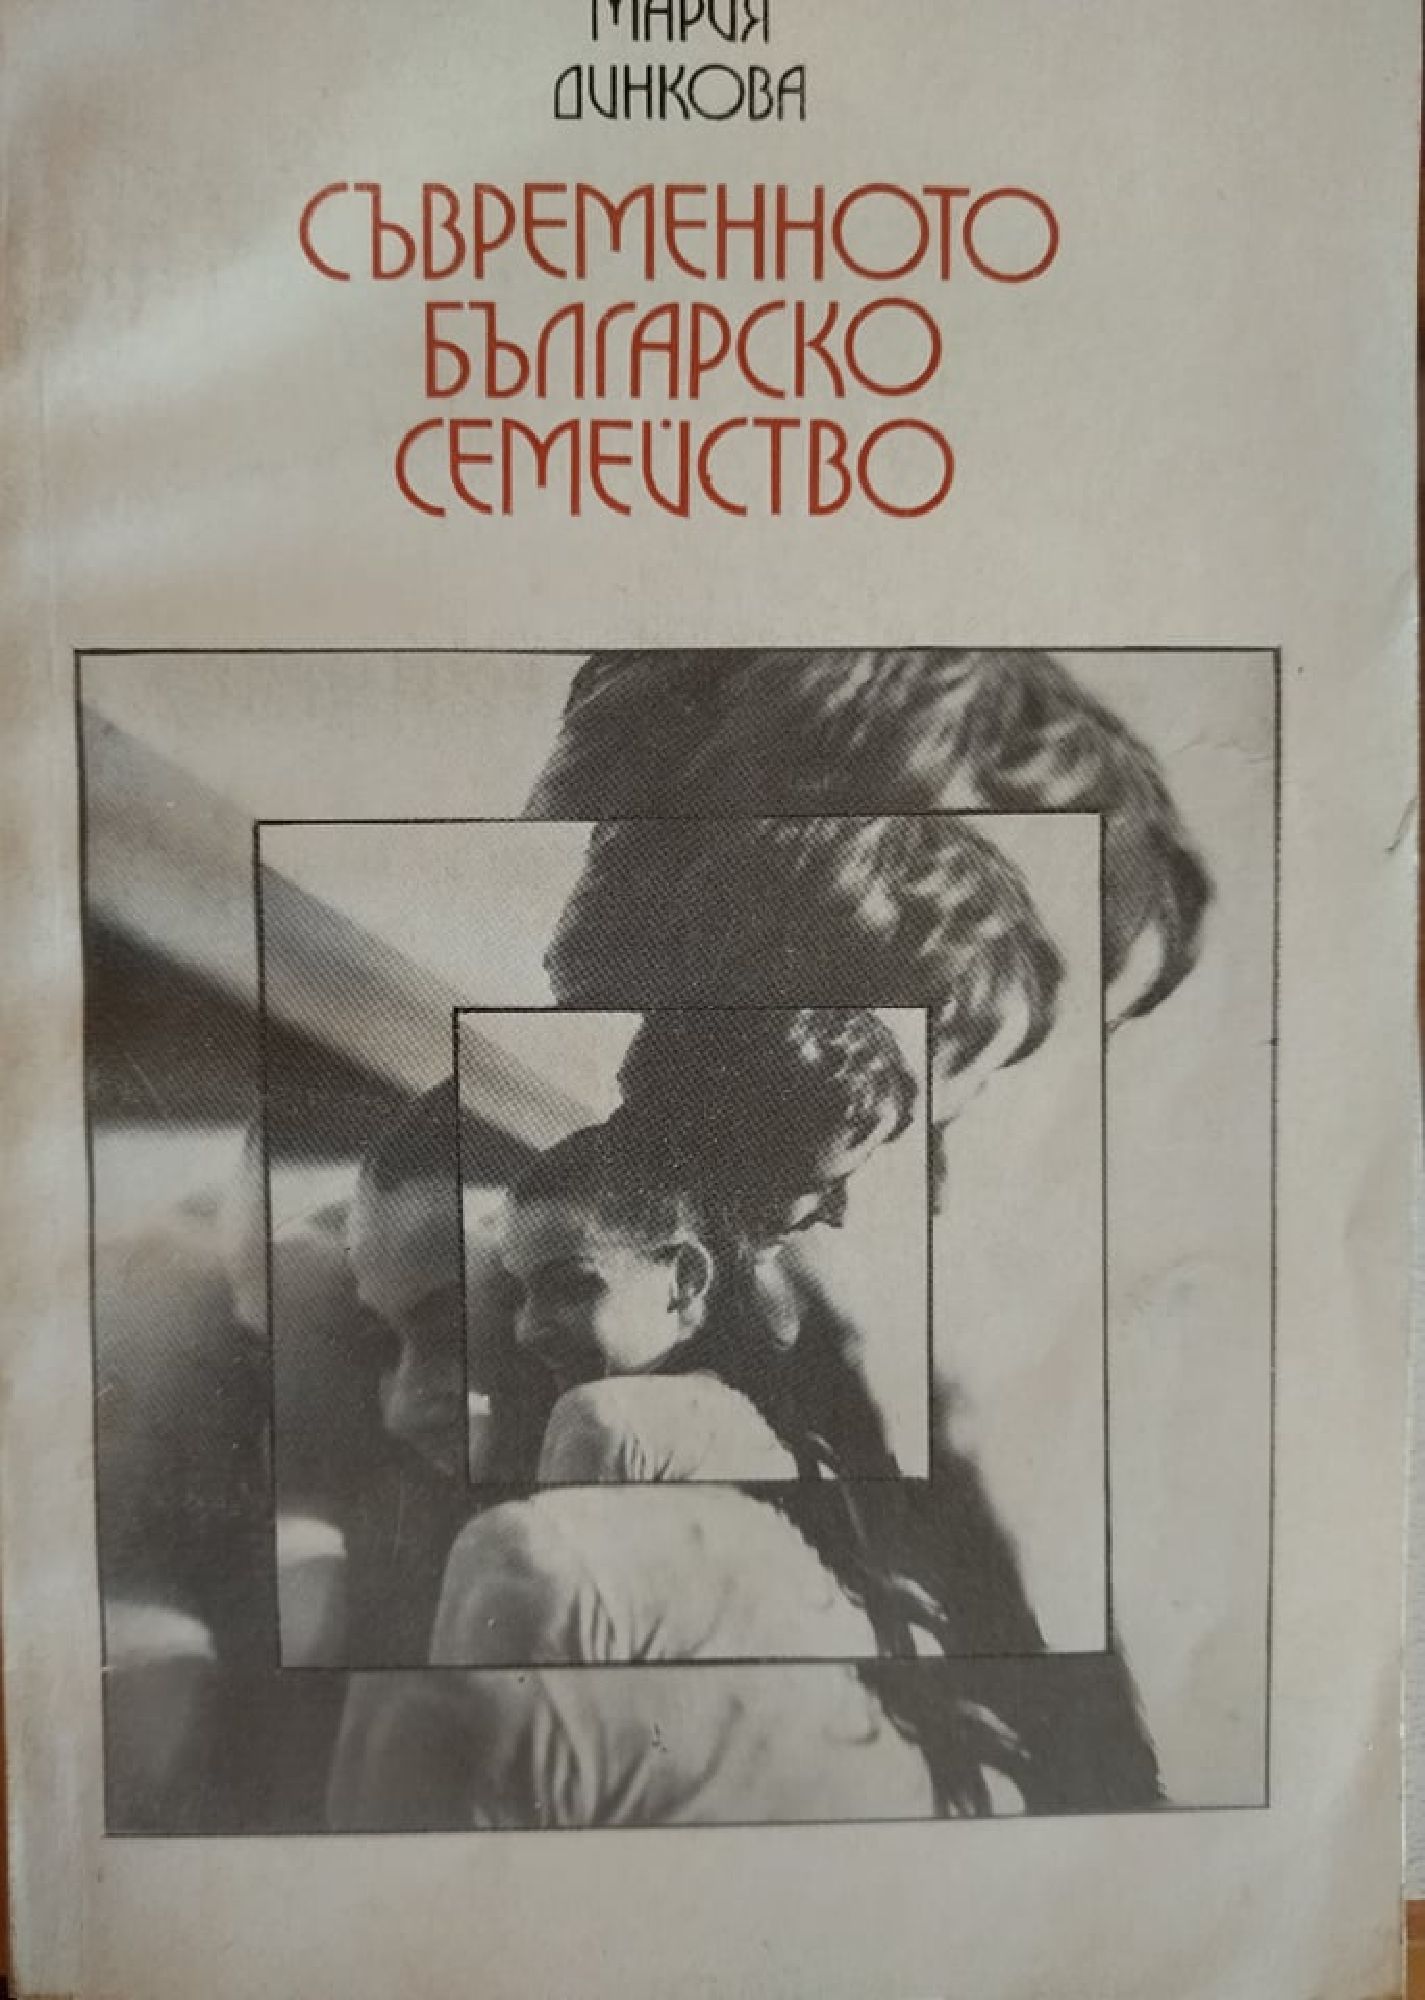 МАРИЯ
ДИНКОВА
СЪВРЕМЕННОТО
БЪЛГАРСКО
СЕМЕЙСТВО